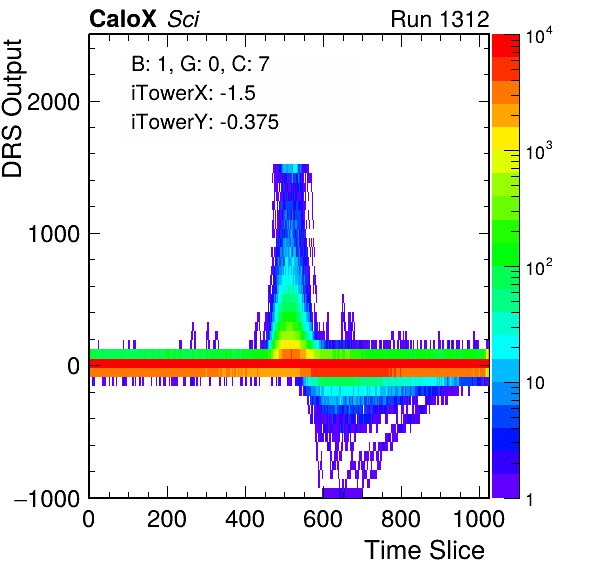 CaloX Sci Run 1312
B: 1, G: 0, C: 7
iTowerX: -1.5
iTowerY: -0.375
DRS Output
2000
1000
0
−1000
0 200 400 600 800 1000
Time Slice
10^4
10^3
10^2
10
1